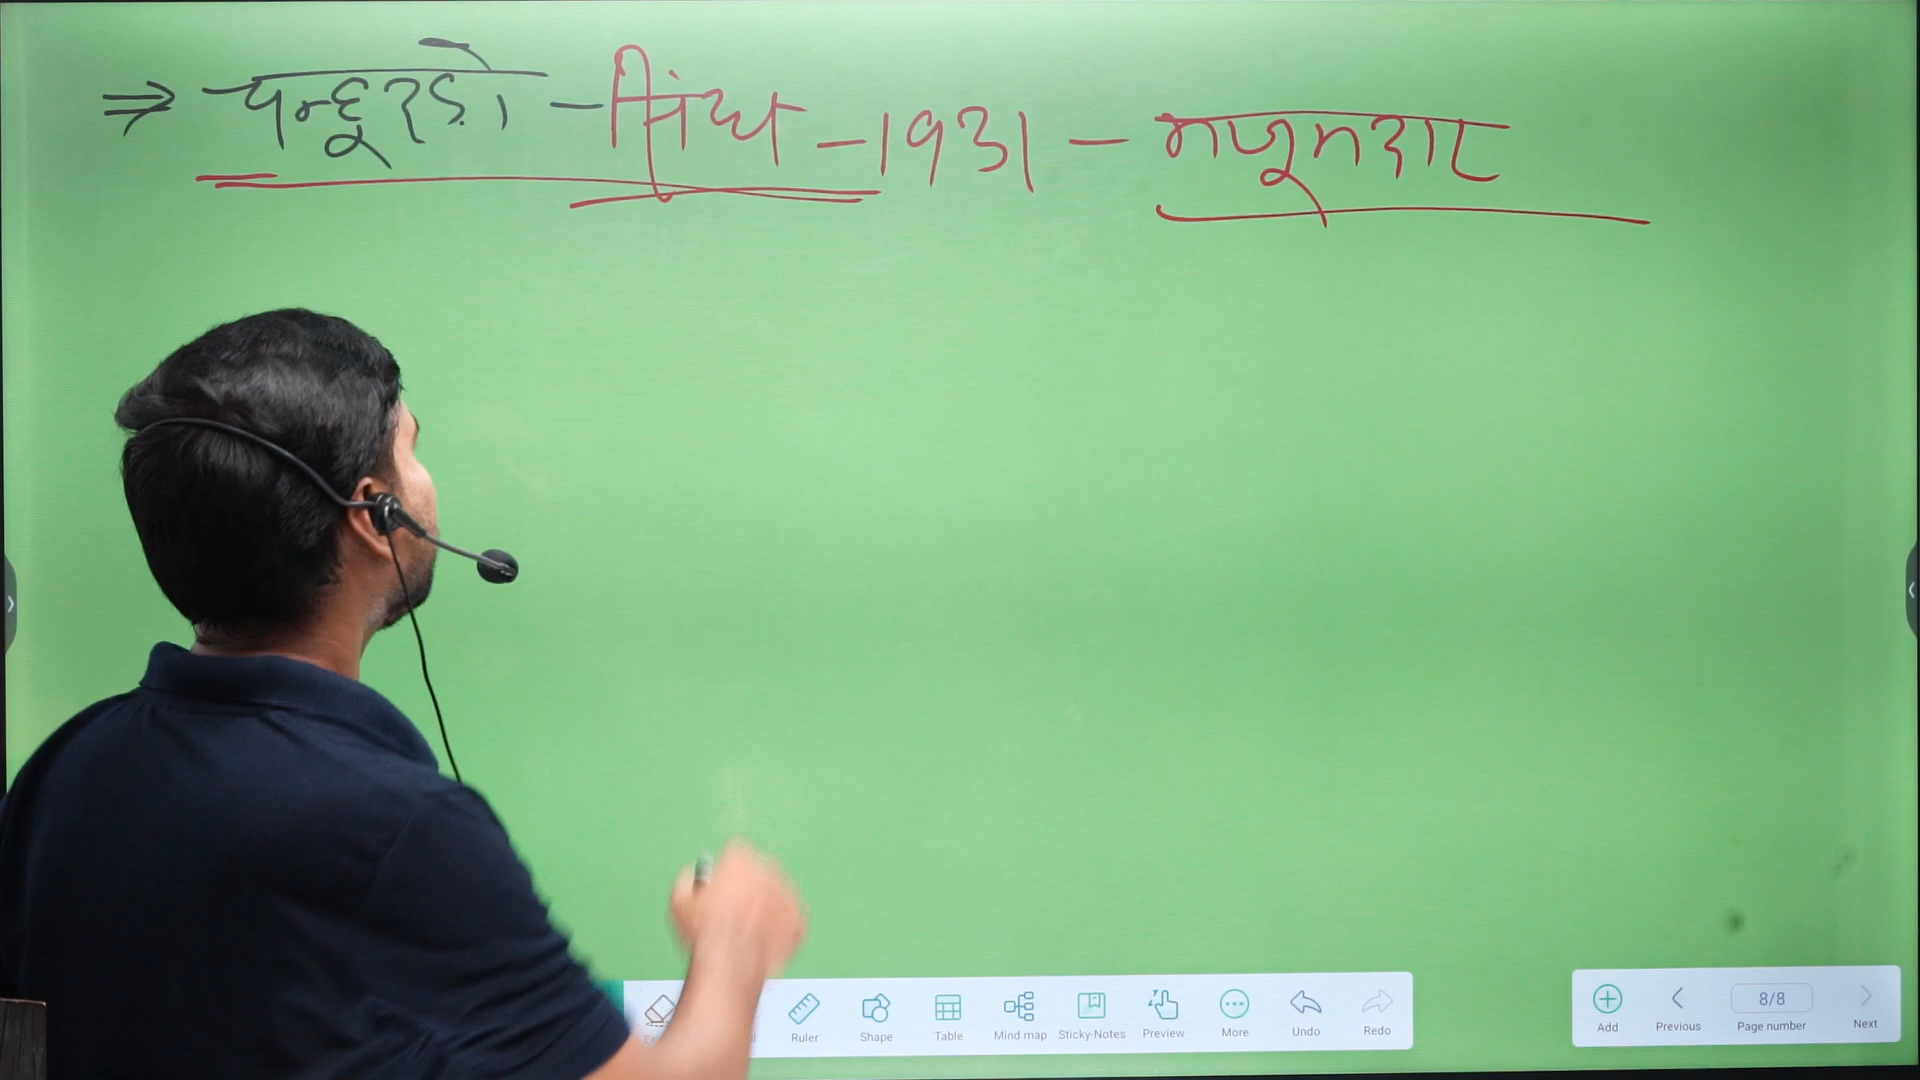 ⇒ चन्हूदड़ो - सिंध - 1931 - मजूमदार
Ruler Shape Table Mind map Sticky-Notes Preview More Undo Redo
Add Previous 8/8 Page number Next